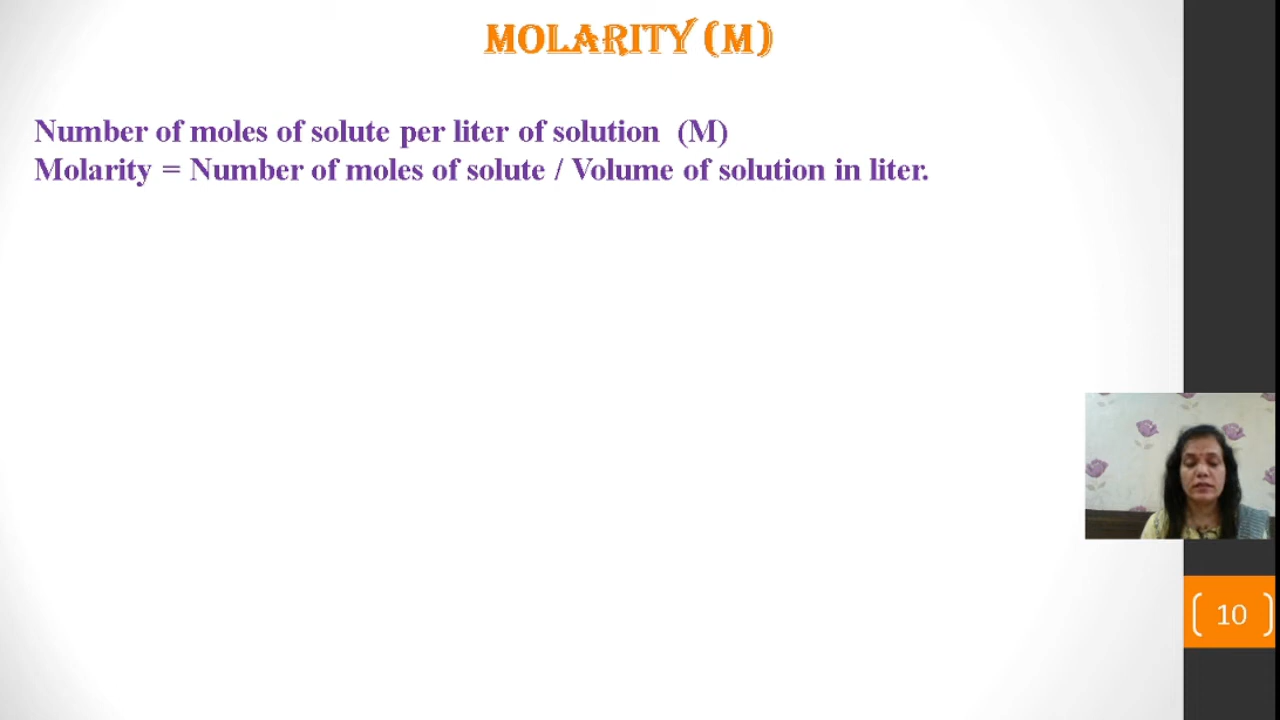 MOLARITY (M)
Number of moles of solute per liter of solution (M)
Molarity = Number of moles of solute / Volume of solution in liter.
10